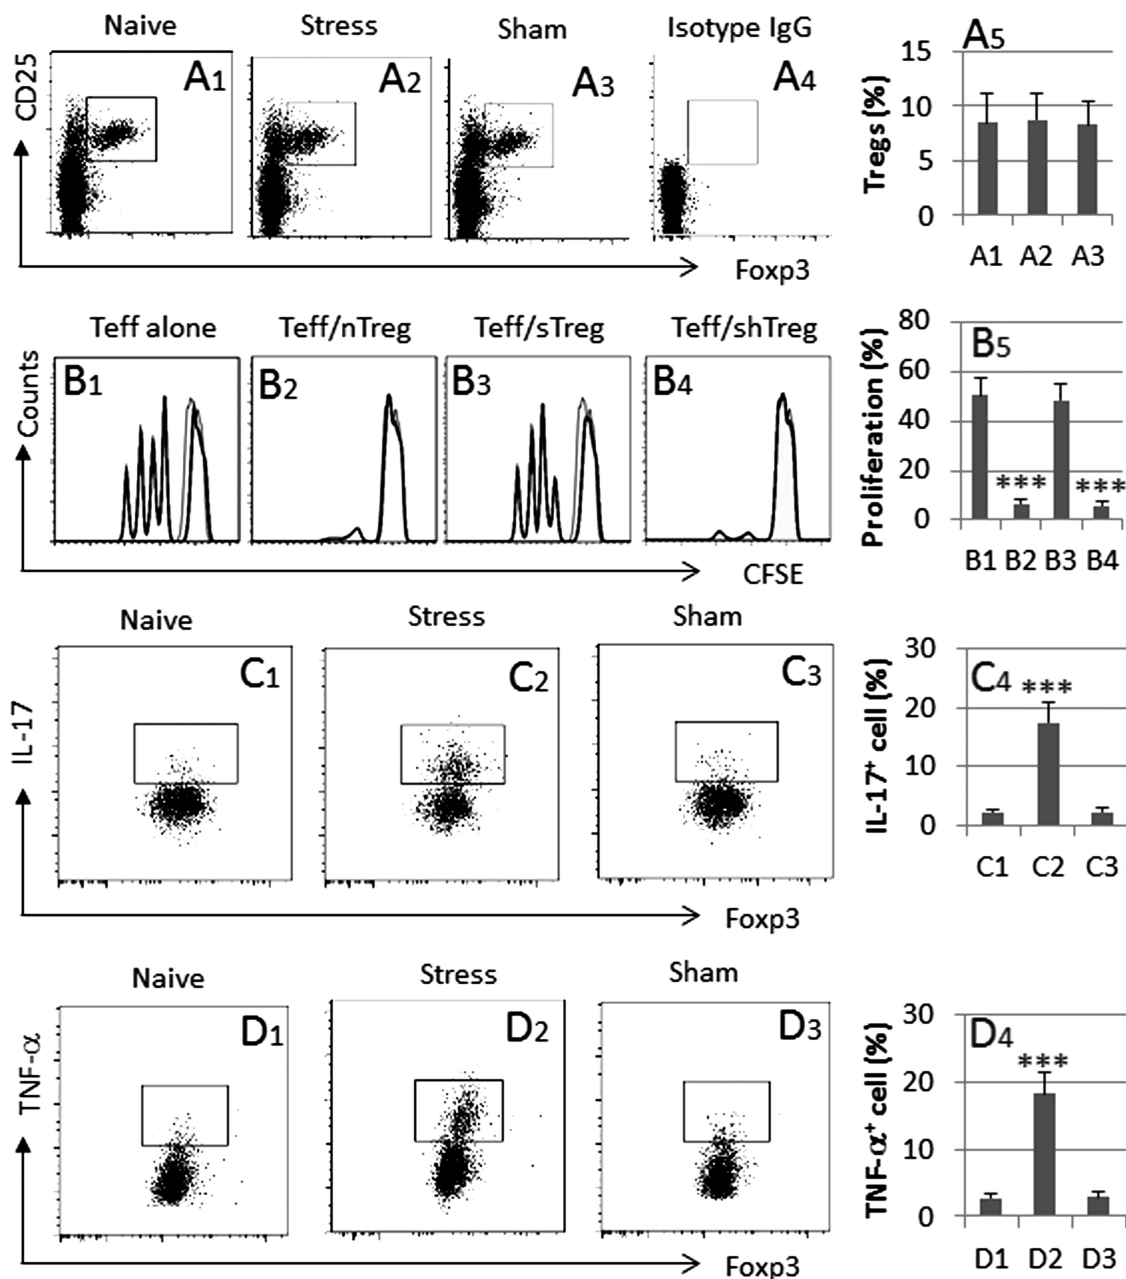 Naive Stress Sham Isotype IgG
CD25
A1 A2 A3 A4
Foxp3
A5
Tregs (%)
15
10
5
0
A1 A2 A3
Teff alone Teff/nTreg Teff/sTreg Teff/shTreg
Counts
B1 B2 B3 B4
CFSE
B5
Proliferation (%)
80
60
40
20
0
*** ***
B1 B2 B3 B4
Naive Stress Sham
IL-17
C1 C2 C3
Foxp3
C4
IL-17+ cell (%)
30
20
10
0
***
C1 C2 C3
Naive Stress Sham
TNF-α
D1 D2 D3
Foxp3
D4
TNF-α+ cell (%)
30
20
10
0
***
D1 D2 D3